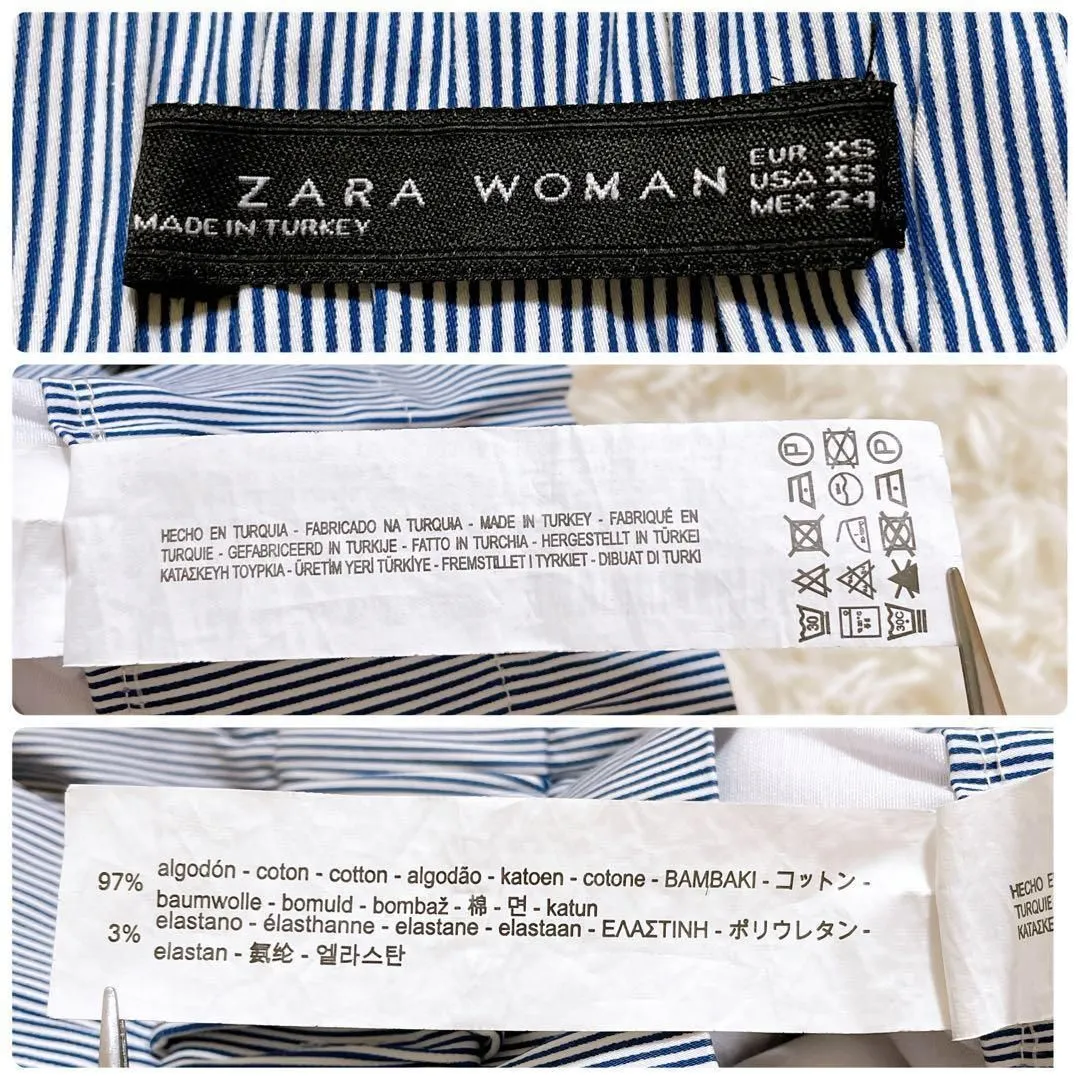 ZARA WOMAN
MADE IN TURKEY
EUR XS
USA XS
MEX 24
HECHO EN TURQUIA - FABRICADO NA TURQUIA - MADE IN TURKEY - FABRIQUÉ EN
TURQUIE - GEFABRICEERD IN TURKIJE - FATTO IN TURCHIA - HERGESTELLT IN TÜRKEI
ΚΑΤΑΣΚΕΥΗ ΤΟΥΡΚΙΑ - ÜRETİM YERİ TÜRKİYE - FREMSTILLET I TYRKIET - DIBUAT DI TURKI
P P
30 30C
97% algodón - coton - cotton - algodão - katoen - cotone - BAMBAKI - コットン -
baumwolle - bomuld - bombaž - 棉 - 면 - katun
3% elastano - élasthanne - elastane - elastaan - ΕΛΑΣΤΙΝΗ - ポリウレタン -
elastan - 氨纶 - 엘라스탄
HECHO E
TURQUIE
ΚΑΤΑΣΚΕ